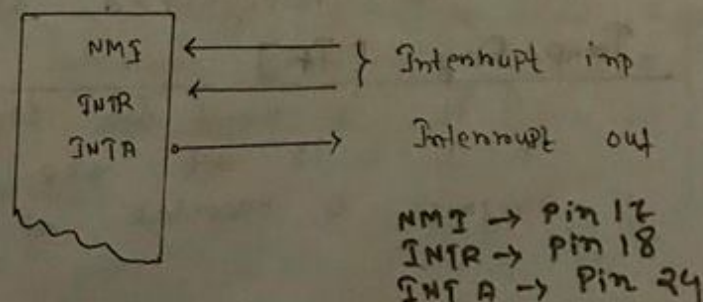 NMI
Interrupt inp
INTR
INTA
Interrupt out
NMI → Pin 17
INTR → Pin 18
INTA → Pin 24